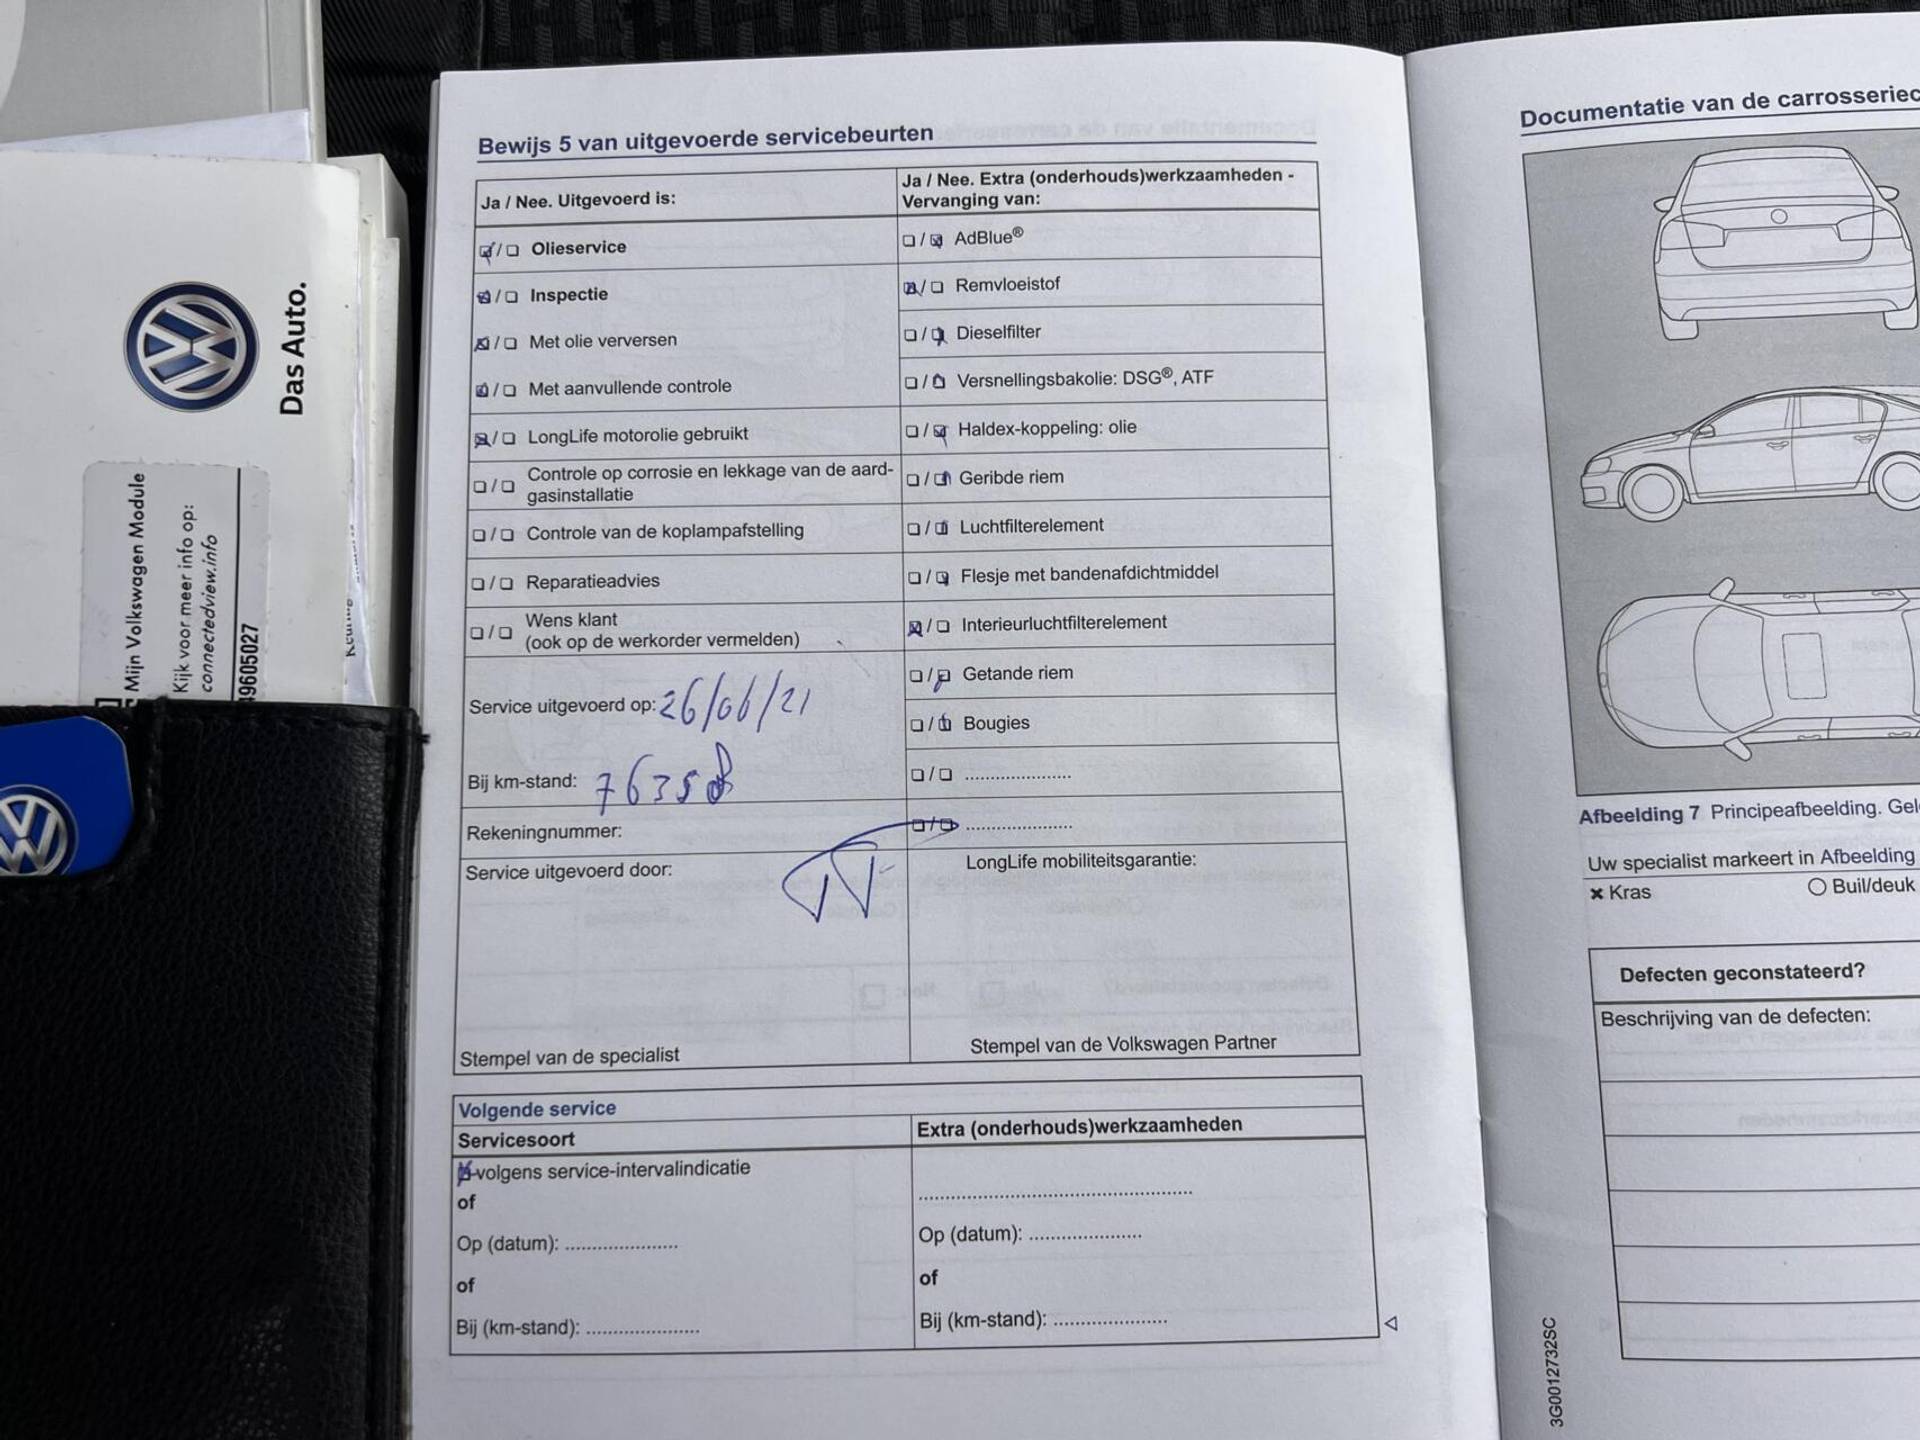 Das Auto.
Mijn Volkswagen Module
Kijk voor meer info op:
connectedview.info
49605027
Bewijs 5 van uitgevoerde servicebeurten
Ja / Nee. Uitgevoerd is:
Ja / Nee. Extra (onderhouds)werkzaamheden -
Vervanging van:
Olieservice
Inspectie
Met olie verversen
Met aanvullende controle
LongLife motorolie gebruikt
Controle op corrosie en lekkage van de aard-
gasinstallatie
Controle van de koplampafstelling
Reparatieadvies
Wens klant
(ook op de werkorder vermelden)
Service uitgevoerd op: 26/06/21
Bij km-stand: 76358
Rekeningnummer:
Service uitgevoerd door:
Stempel van de specialist
AdBlue®
Remvloeistof
Dieselfilter
Versnellingsbakolie: DSG®, ATF
Haldex-koppeling: olie
Geribde riem
Luchtfilterelement
Flesje met bandenafdichtmiddel
Interieurluchtfilterelement
Getande riem
Bougies
LongLife mobiliteitsgarantie:
Stempel van de Volkswagen Partner
Volgende service
Servicesoort
volgens service-intervalindicatie
of
Op (datum): ....................
of
Bij (km-stand): ....................
Extra (onderhouds)werkzaamheden
Op (datum): ....................
of
Bij (km-stand): ....................
Documentatie van de carrosseriec
Afbeelding 7 Principeafbeelding. Gel
Uw specialist markeert in Afbeelding
× Kras
Buil/deuk
Defecten geconstateerd?
Beschrijving van de defecten:
3G0012732SC